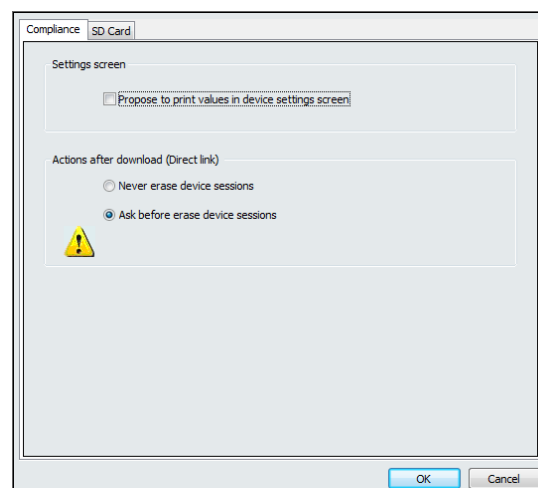 Compliance SD Card
Settings screen
Propose to print values in device settings screen
Actions after download (Direct link)
Never erase device sessions
Ask before erase device sessions
OK Cancel